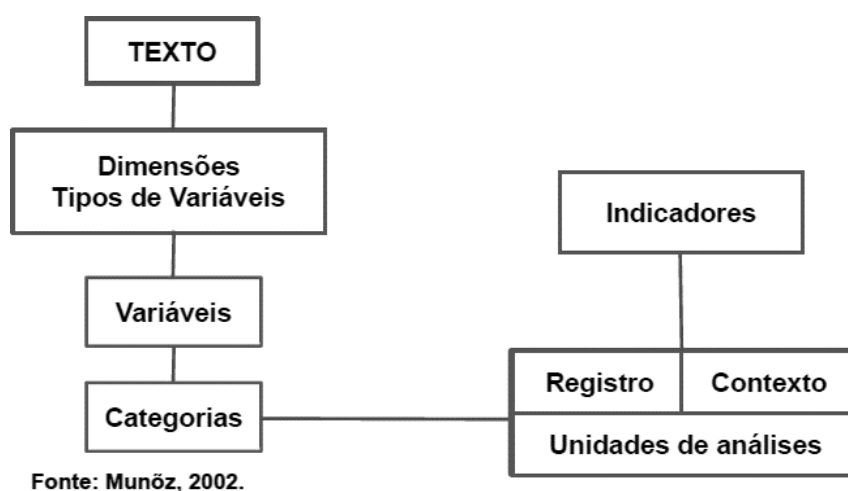 TEXTO
Dimensões
Tipos de Variáveis
Variáveis
Categorias
Indicadores
Registro
Contexto
Unidades de análises
Fonte: Munõz, 2002.